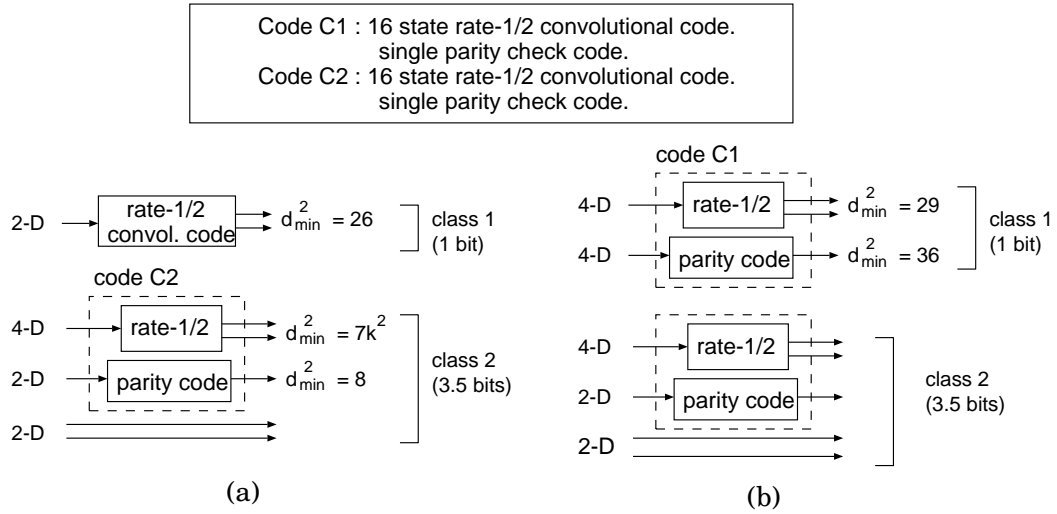 Code C1 : 16 state rate-1/2 convolutional code.
single parity check code.
Code C2 : 16 state rate-1/2 convolutional code.
single parity check code.
2-D
rate-1/2
convol. code
d²min = 26
class 1
(1 bit)
code C2
4-D
rate-1/2
d²min = 7k²
2-D
parity code
d²min = 8
class 2
(3.5 bits)
2-D
(a)
code C1
4-D
rate-1/2
d²min = 29
4-D
parity code
d²min = 36
class 1
(1 bit)
4-D
rate-1/2
2-D
parity code
class 2
(3.5 bits)
2-D
(b)